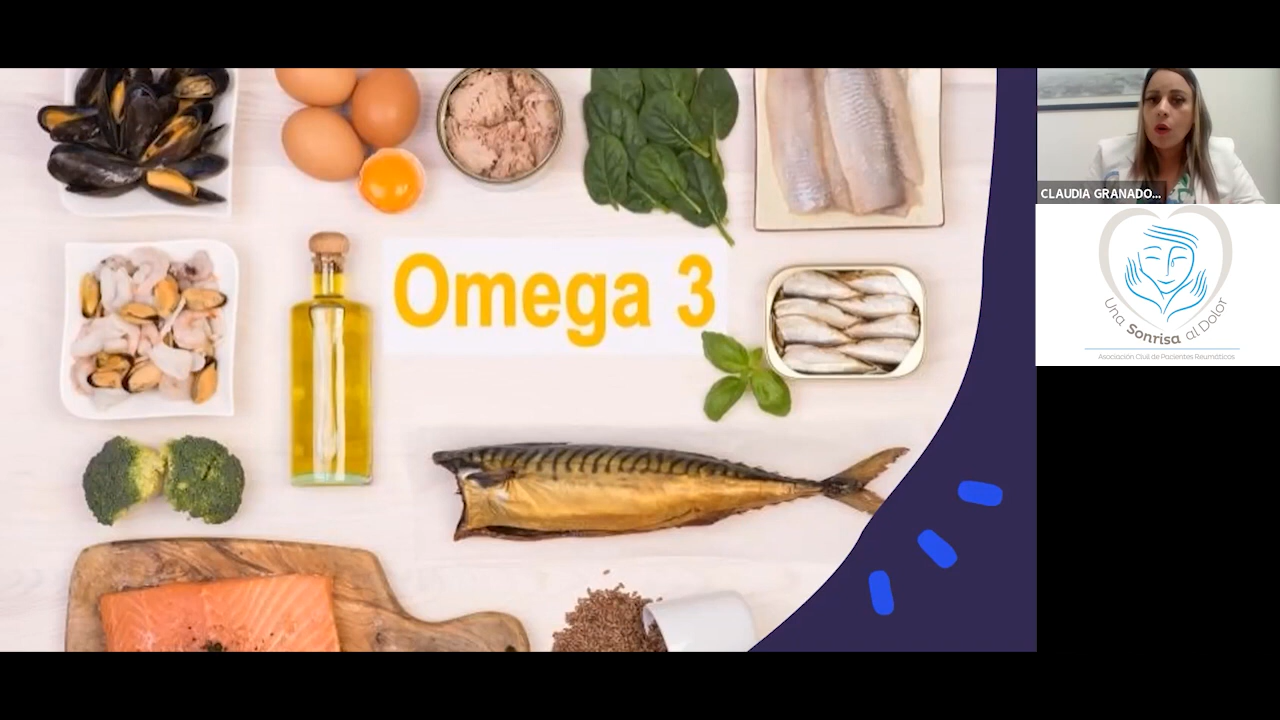 Omega 3
CLAUDIA GRANADO...
Una Sonrisa al Dolor
Asociación Civil de Pacientes Reumáticos